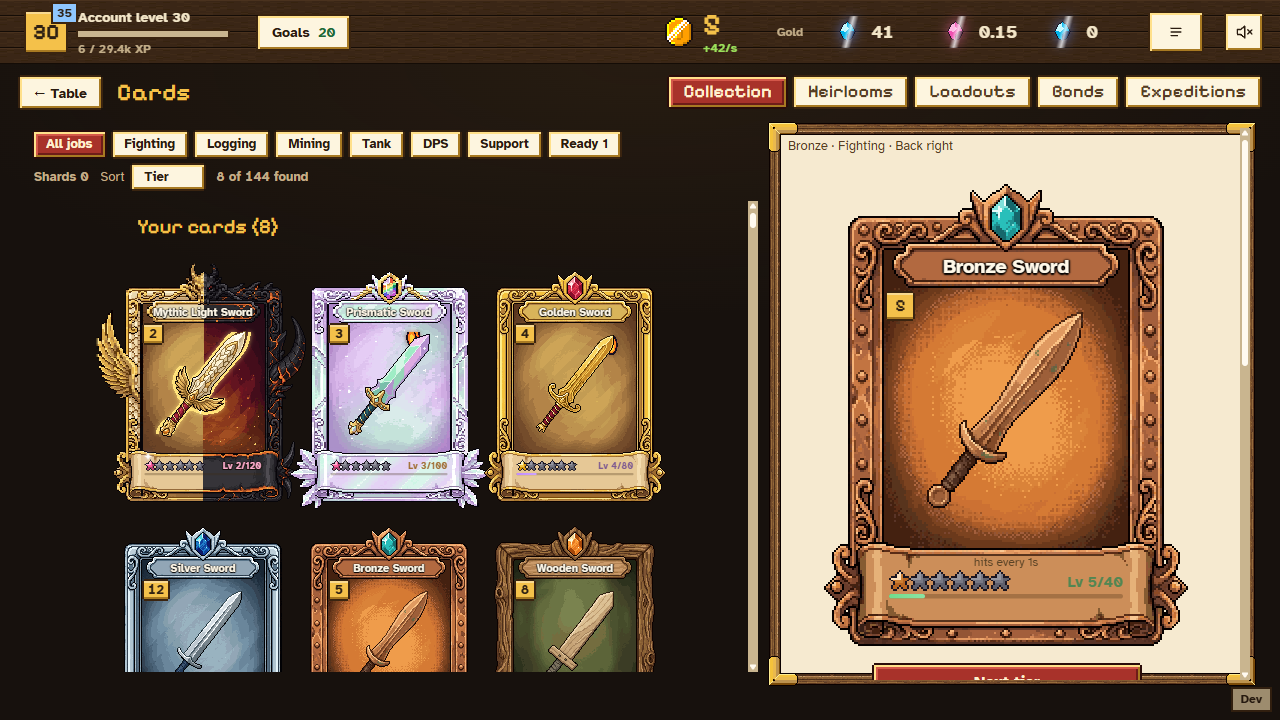 35
30
Account level 30
6 / 29.4k XP
Goals 20
S
+42/s
Gold
41
0.15
0
← Table
Cards
Collection
Heirlooms
Loadouts
Bonds
Expeditions
All jobs
Fighting
Logging
Mining
Tank
DPS
Support
Ready 1
Shards 0
Sort
Tier
8 of 144 found
Your cards (8)
Mythic Light Sword
2
Lv 2/120
Prismatic Sword
3
Lv 3/100
Golden Sword
4
Lv 4/80
Silver Sword
12
Bronze Sword
5
Wooden Sword
8
Bronze · Fighting · Back right
Bronze Sword
S
hits every 1s
Lv 5/40
Next tier
Dev